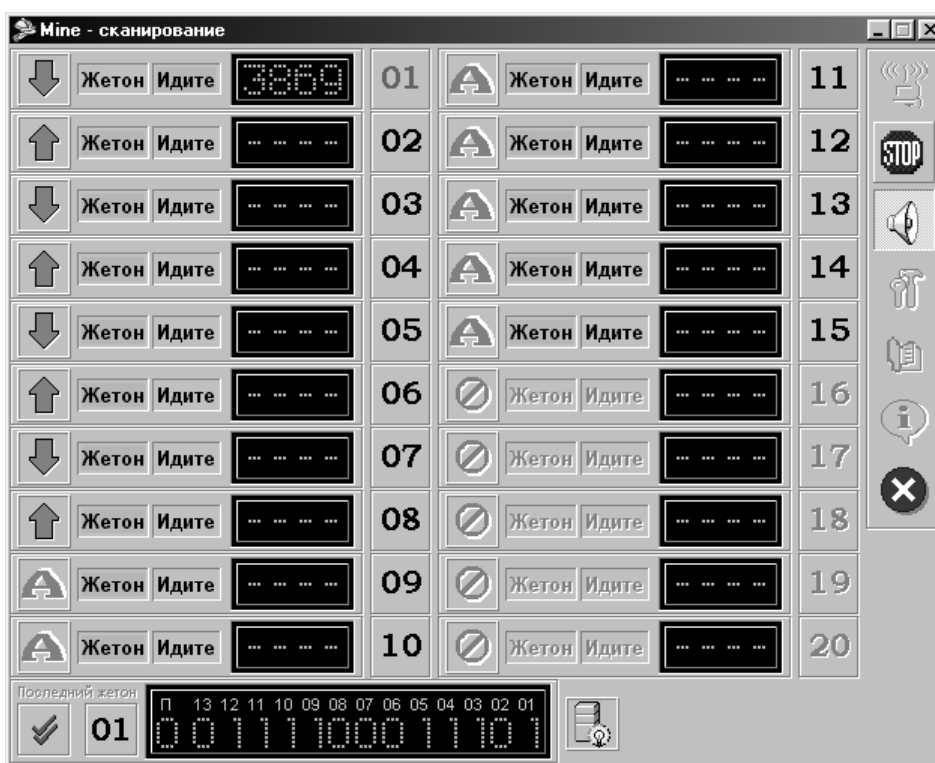 Mine - сканирование
Жетон Идите 3869 01 A Жетон Идите --- --- --- --- 11
Жетон Идите --- --- --- --- 02 A Жетон Идите --- --- --- --- 12
STOP
Жетон Идите --- --- --- --- 03 A Жетон Идите --- --- --- --- 13
Жетон Идите --- --- --- --- 04 A Жетон Идите --- --- --- --- 14
Жетон Идите --- --- --- --- 05 A Жетон Идите --- --- --- --- 15
Жетон Идите --- --- --- --- 06 Жетон Идите --- --- --- --- 16
Жетон Идите --- --- --- --- 07 Жетон Идите --- --- --- --- 17
Жетон Идите --- --- --- --- 08 Жетон Идите --- --- --- --- 18
A Жетон Идите --- --- --- --- 09 Жетон Идите --- --- --- --- 19
A Жетон Идите --- --- --- --- 10 Жетон Идите --- --- --- --- 20
Последний жетон
01
П 13 12 11 10 09 08 07 06 05 04 03 02 01
0 0 1 1 1 1 0 0 0 1 1 1 0 1